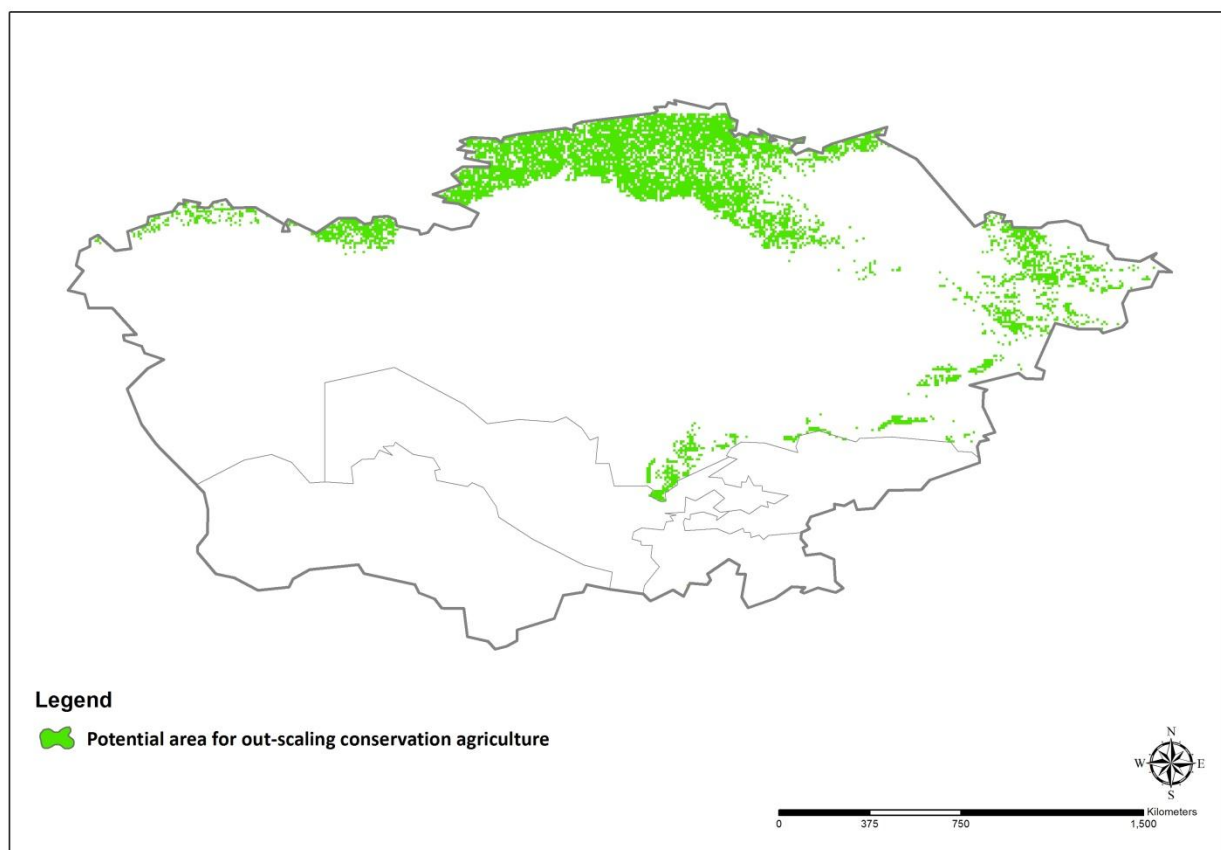 Legend
Potential area for out-scaling conservation agriculture
N
W E
S
Kilometers
0 375 750 1,500